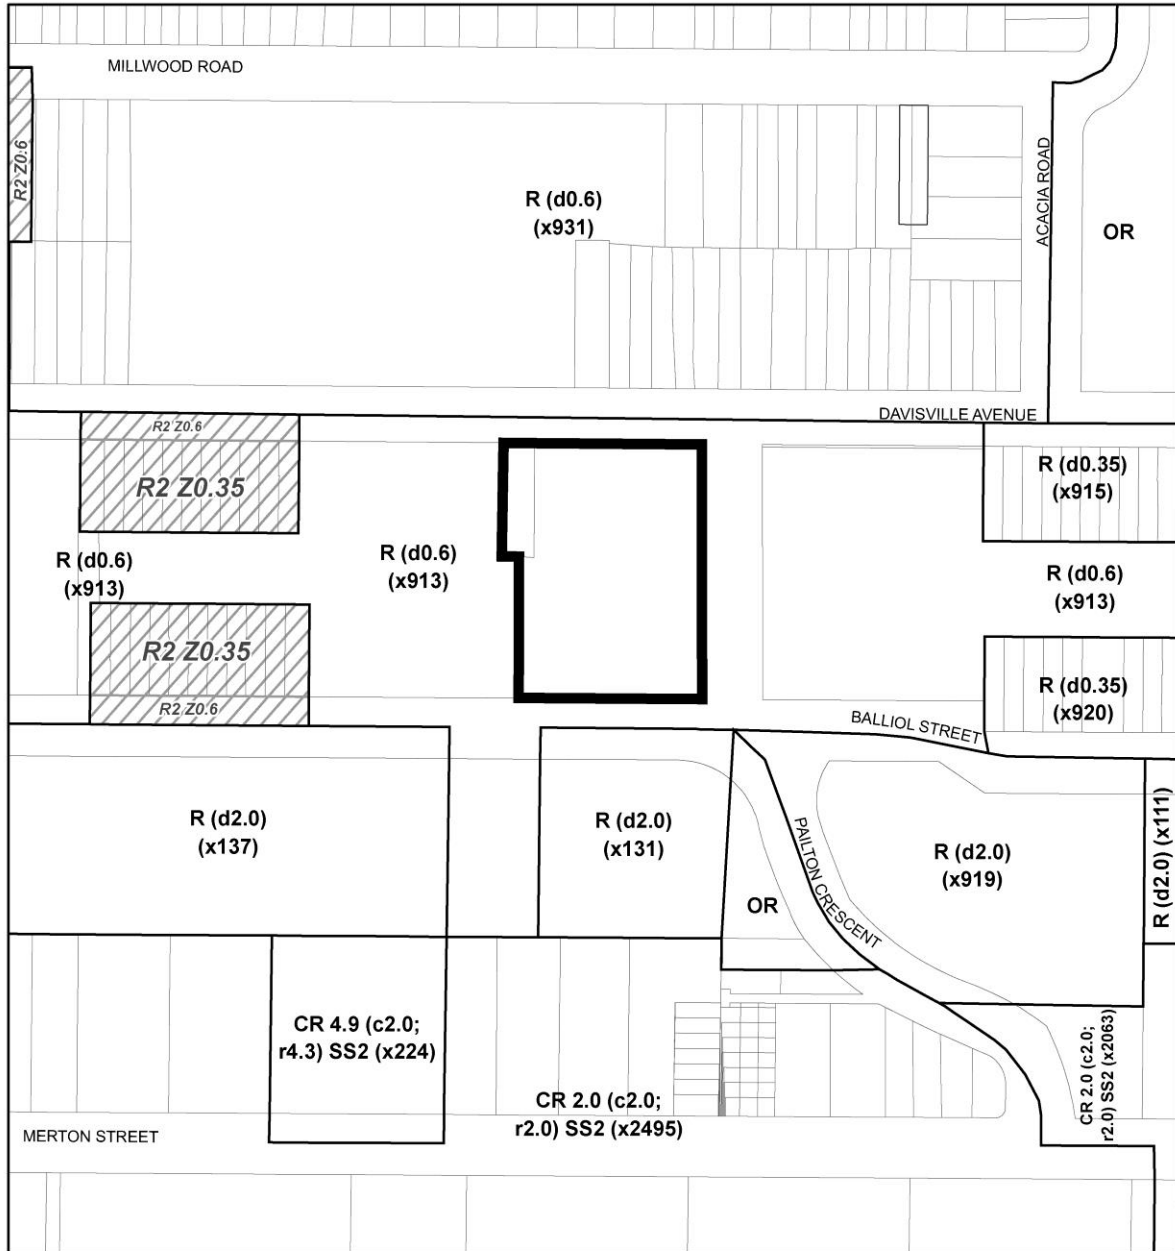 MILLWOOD ROAD
R2 Z0.6
R (d0.6)
(x931)
ACACIA ROAD
OR
DAVISVILLE AVENUE
R2 Z0.6
R2 Z0.35
R (d0.35)
(x915)
R (d0.6)
(x913)
R (d0.6)
(x913)
R (d0.6)
(x913)
R2 Z0.35
R2 Z0.6
R (d0.35)
(x920)
BALLIOL STREET
R (d2.0)
(x137)
R (d2.0)
(x131)
PAILTON CRESCENT
R (d2.0)
(x919)
R (d2.0) (x111)
OR
CR 4.9 (c2.0;
r4.3) SS2 (x224)
CR 2.0 (c2.0;
r2.0) SS2 (x2495)
CR 2.0 (c2.0;
r2.0) SS2 (x2063)
MERTON STREET